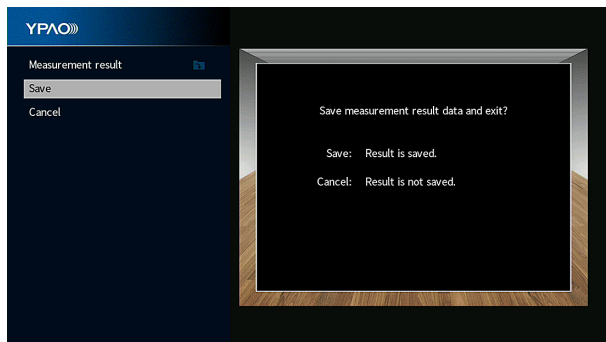 YPAO
Measurement result
Save
Cancel
Save measurement result data and exit?
Save: Result is saved.
Cancel: Result is not saved.